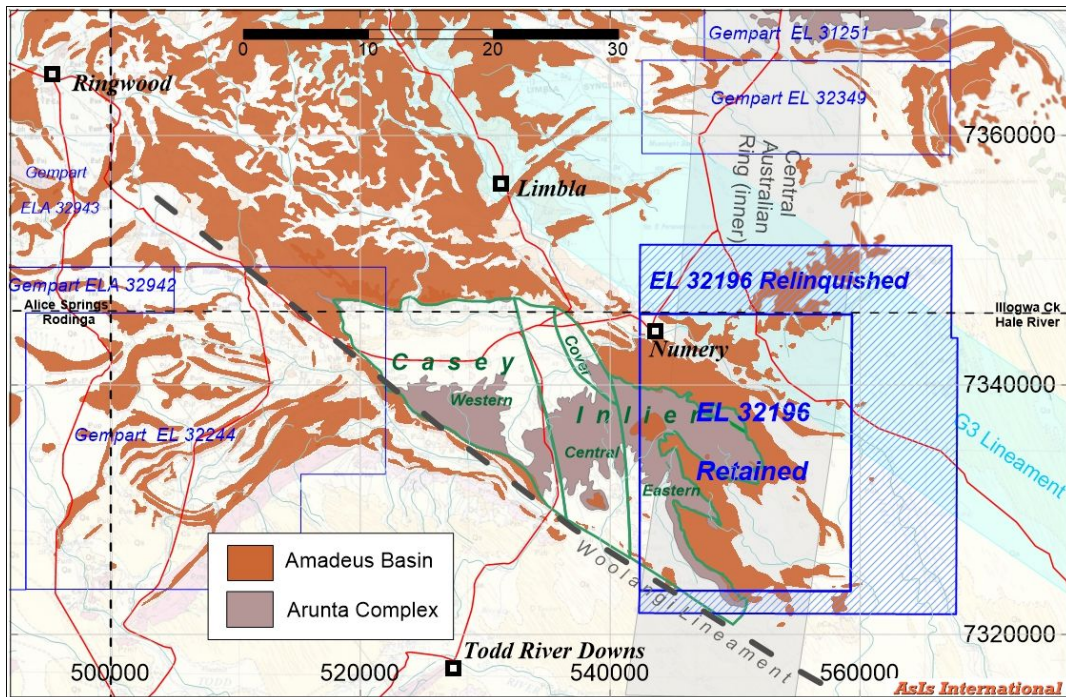 0 10 20 30
Gempart EL 31251
Ringwood
Gempart EL 32349
7360000
Central
Australian
Ring (inner)
Gempart
ELA 32943
Limbla
EL 32196 Relinquished
Gempart ELA 32942
Alice Springs
Rodinga
Illogwa Ck
Hale River
Numery
Casey
Cover
7340000
Western
Inlier
EL 32196
Retained
Gempart EL 32244
Central
Eastern
G3 Lineament
Amadeus Basin
Arunta Complex
Woolangi Lineament
Todd River Downs
7320000
500000 520000 540000 560000
AsIs International